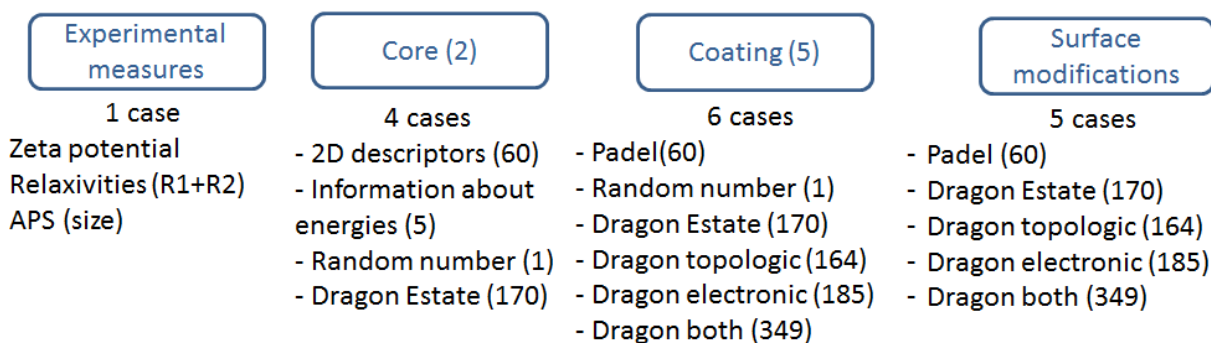 Experimental
measures
1 case
Zeta potential
Relaxivities (R1+R2)
APS (size)
Core (2)
4 cases
- 2D descriptors (60)
- Information about
energies (5)
- Random number (1)
- Dragon Estate (170)
Coating (5)
6 cases
- Padel(60)
- Random number (1)
- Dragon Estate (170)
- Dragon topologic (164)
- Dragon electronic (185)
- Dragon both (349)
Surface
modifications
5 cases
- Padel (60)
- Dragon Estate (170)
- Dragon topologic (164)
- Dragon electronic (185)
- Dragon both (349)